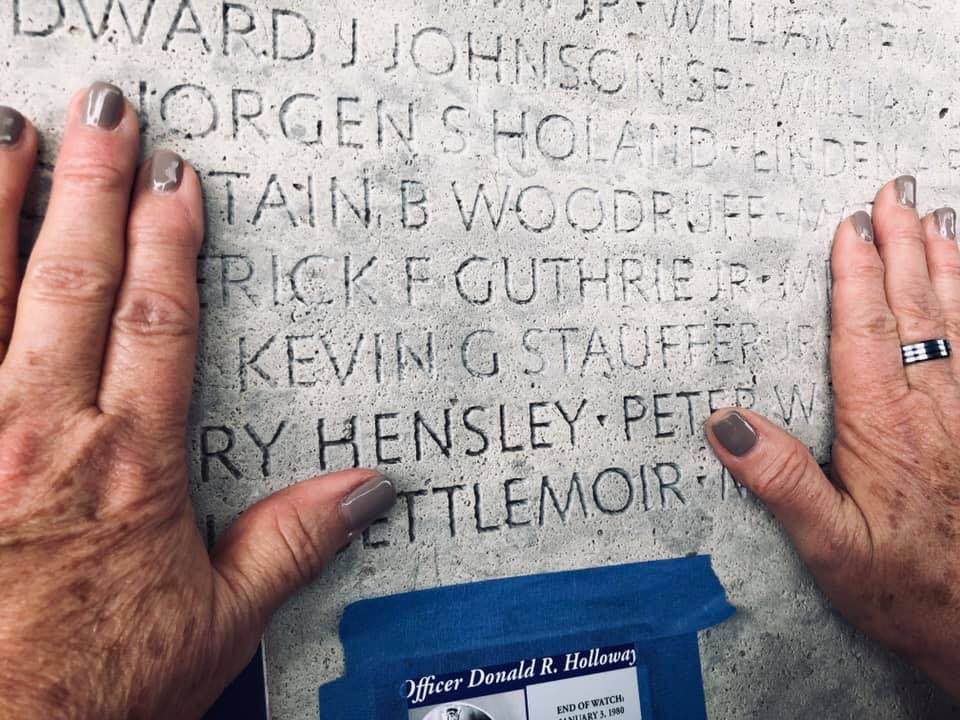 DWARD J JOHNSON SR · WILLIAM
JORGEN S HOLAND · LINDEN
TAIN B WOODRUFF ·
ERICK F GUTHRIE JR · M
KEVIN G STAUFFER JR
RY HENSLEY · PETER W
ETTLEMOIR ·
Officer Donald R. Holloway
END OF WATCH:
JANUARY 3, 1980